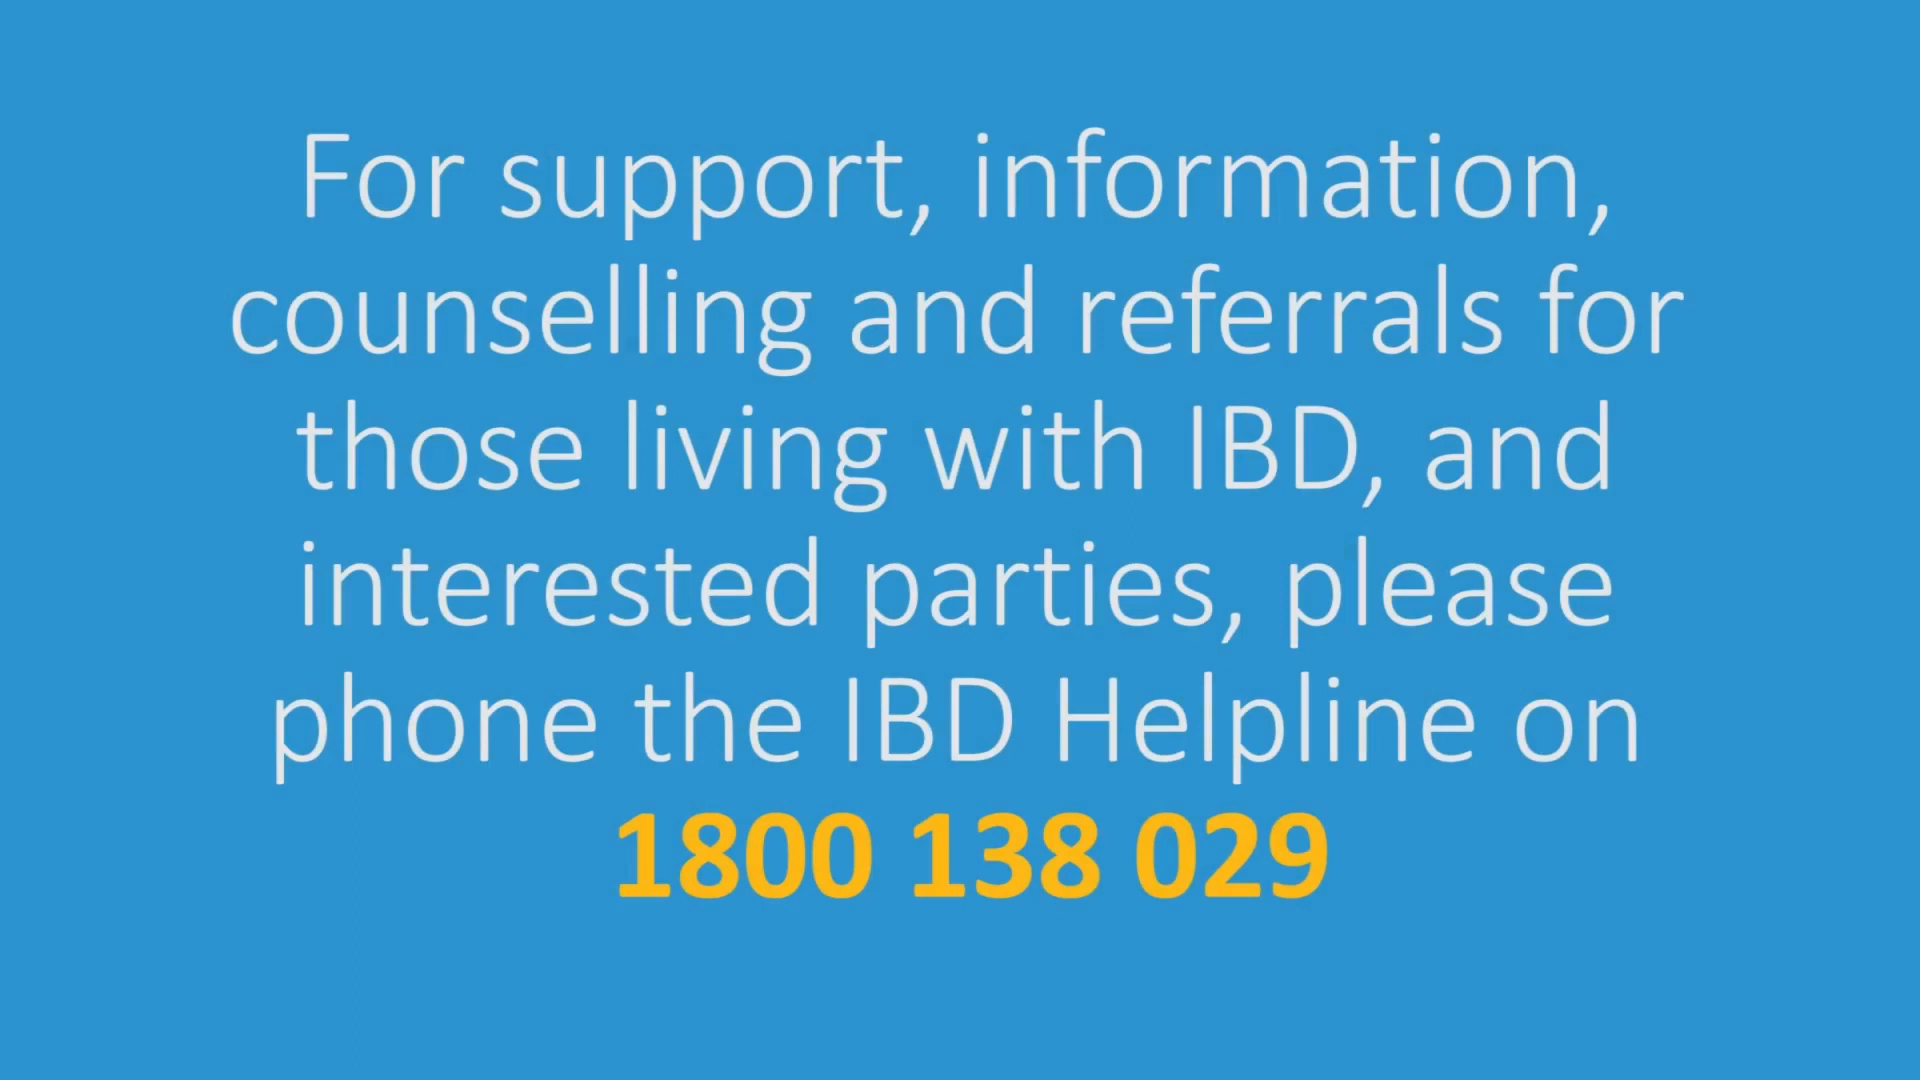 For support, information,
counselling and referrals for
those living with IBD, and
interested parties, please
phone the IBD Helpline on
1800 138 029